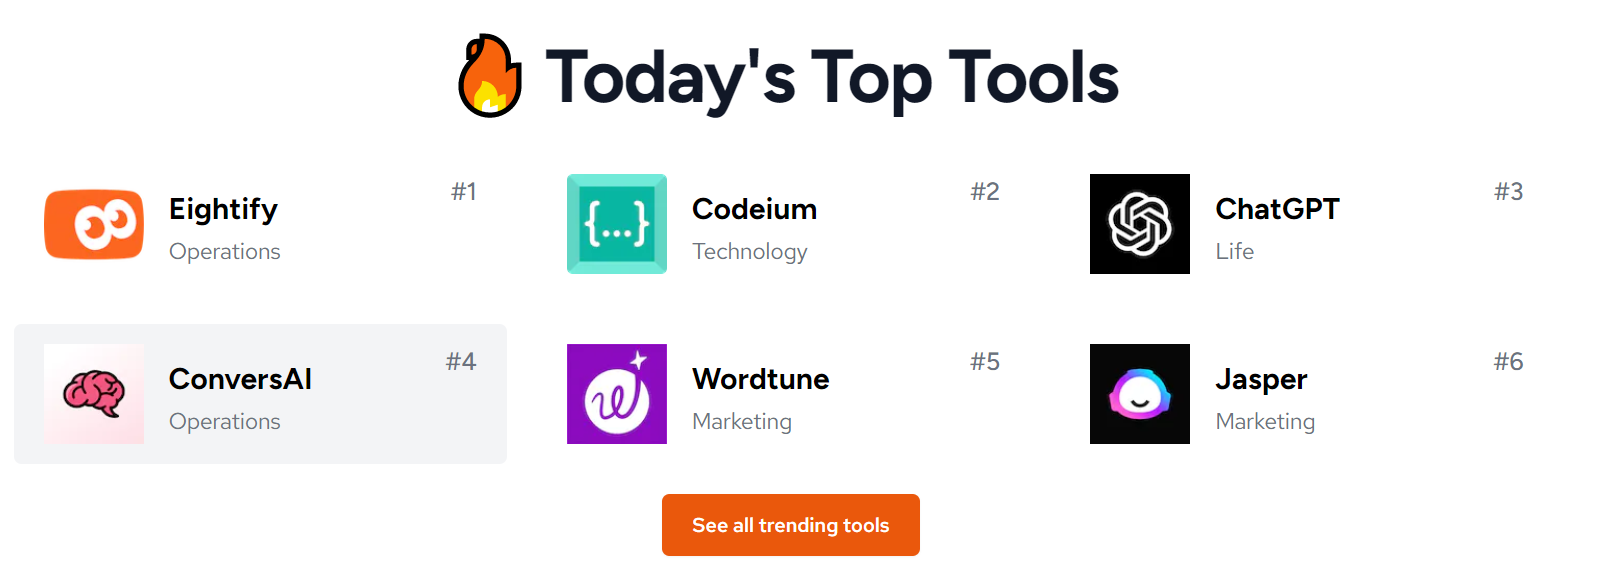 Today's Top Tools
Eightify
Operations
#1
Codeium
Technology
#2
ChatGPT
Life
#3
ConversAI
Operations
#4
Wordtune
Marketing
#5
Jasper
Marketing
#6
See all trending tools